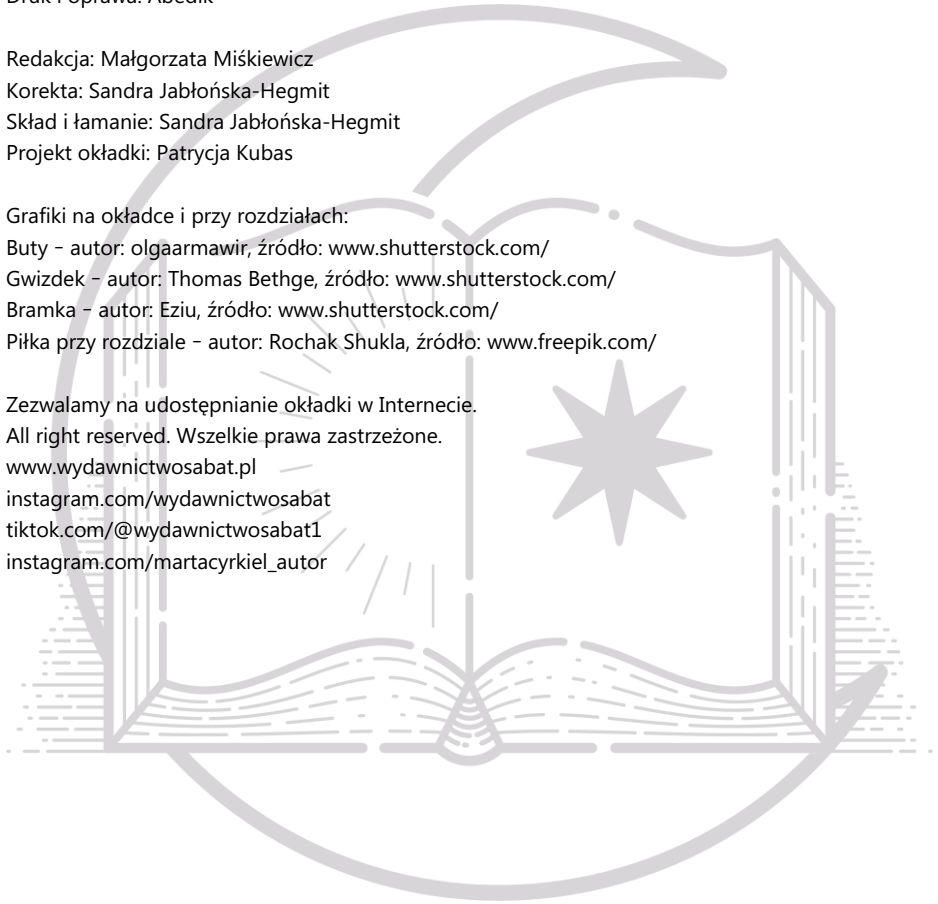 Druk i oprawa: Abedik
Redakcja: Małgorzata Miśkiewicz
Korekta: Sandra Jabłońska-Hegmit
Skład i łamanie: Sandra Jabłońska-Hegmit
Projekt okładki: Patrycja Kubas
Grafiki na okładce i przy rozdziałach:
Buty – autor: olgaarmawir, źródło: www.shutterstock.com/
Gwizdek – autor: Thomas Bethge, źródło: www.shutterstock.com/
Bramka – autor: Eziu, źródło: www.shutterstock.com/
Piłka przy rozdziale – autor: Rochak Shukla, źródło: www.freepik.com/
Zezwalamy na udostępnianie okładki w Internecie.
All right reserved. Wszelkie prawa zastrzeżone.
www.wydawnictwosabat.pl
instagram.com/wydawnictwosabat
tiktok.com/@wydawnictwosabat1
instagram.com/martacyrkiel_autor